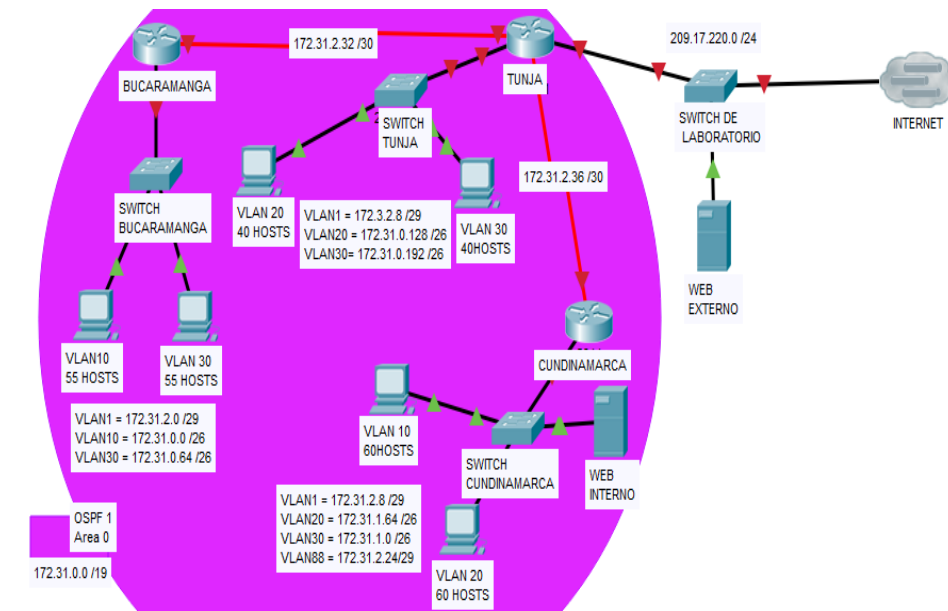 172.31.2.32 /30
209.17.220.0 /24
BUCARAMANGA
TUNJA
INTERNET
SWITCH
TUNJA
SWITCH DE
LABORATORIO
172.31.2.36 /30
SWITCH
BUCARAMANGA
VLAN 20
40 HOSTS
VLAN1 = 172.3.2.8 /29
VLAN20 = 172.31.0.128 /26
VLAN30= 172.31.0.192 /26
VLAN 30
40HOSTS
WEB
EXTERNO
VLAN10
55 HOSTS
VLAN 30
55 HOSTS
CUNDINAMARCA
VLAN1 = 172.31.2.0 /29
VLAN10 = 172.31.0.0 /26
VLAN30 = 172.31.0.64 /26
VLAN 10
60HOSTS
SWITCH
CUNDINAMARCA
WEB
INTERNO
VLAN1 = 172.31.2.8 /29
VLAN20 = 172.31.1.64 /26
VLAN30 = 172.31.1.0 /26
VLAN88 = 172.31.2.24/29
OSPF 1
Area 0
172.31.0.0 /19
VLAN 20
60 HOSTS